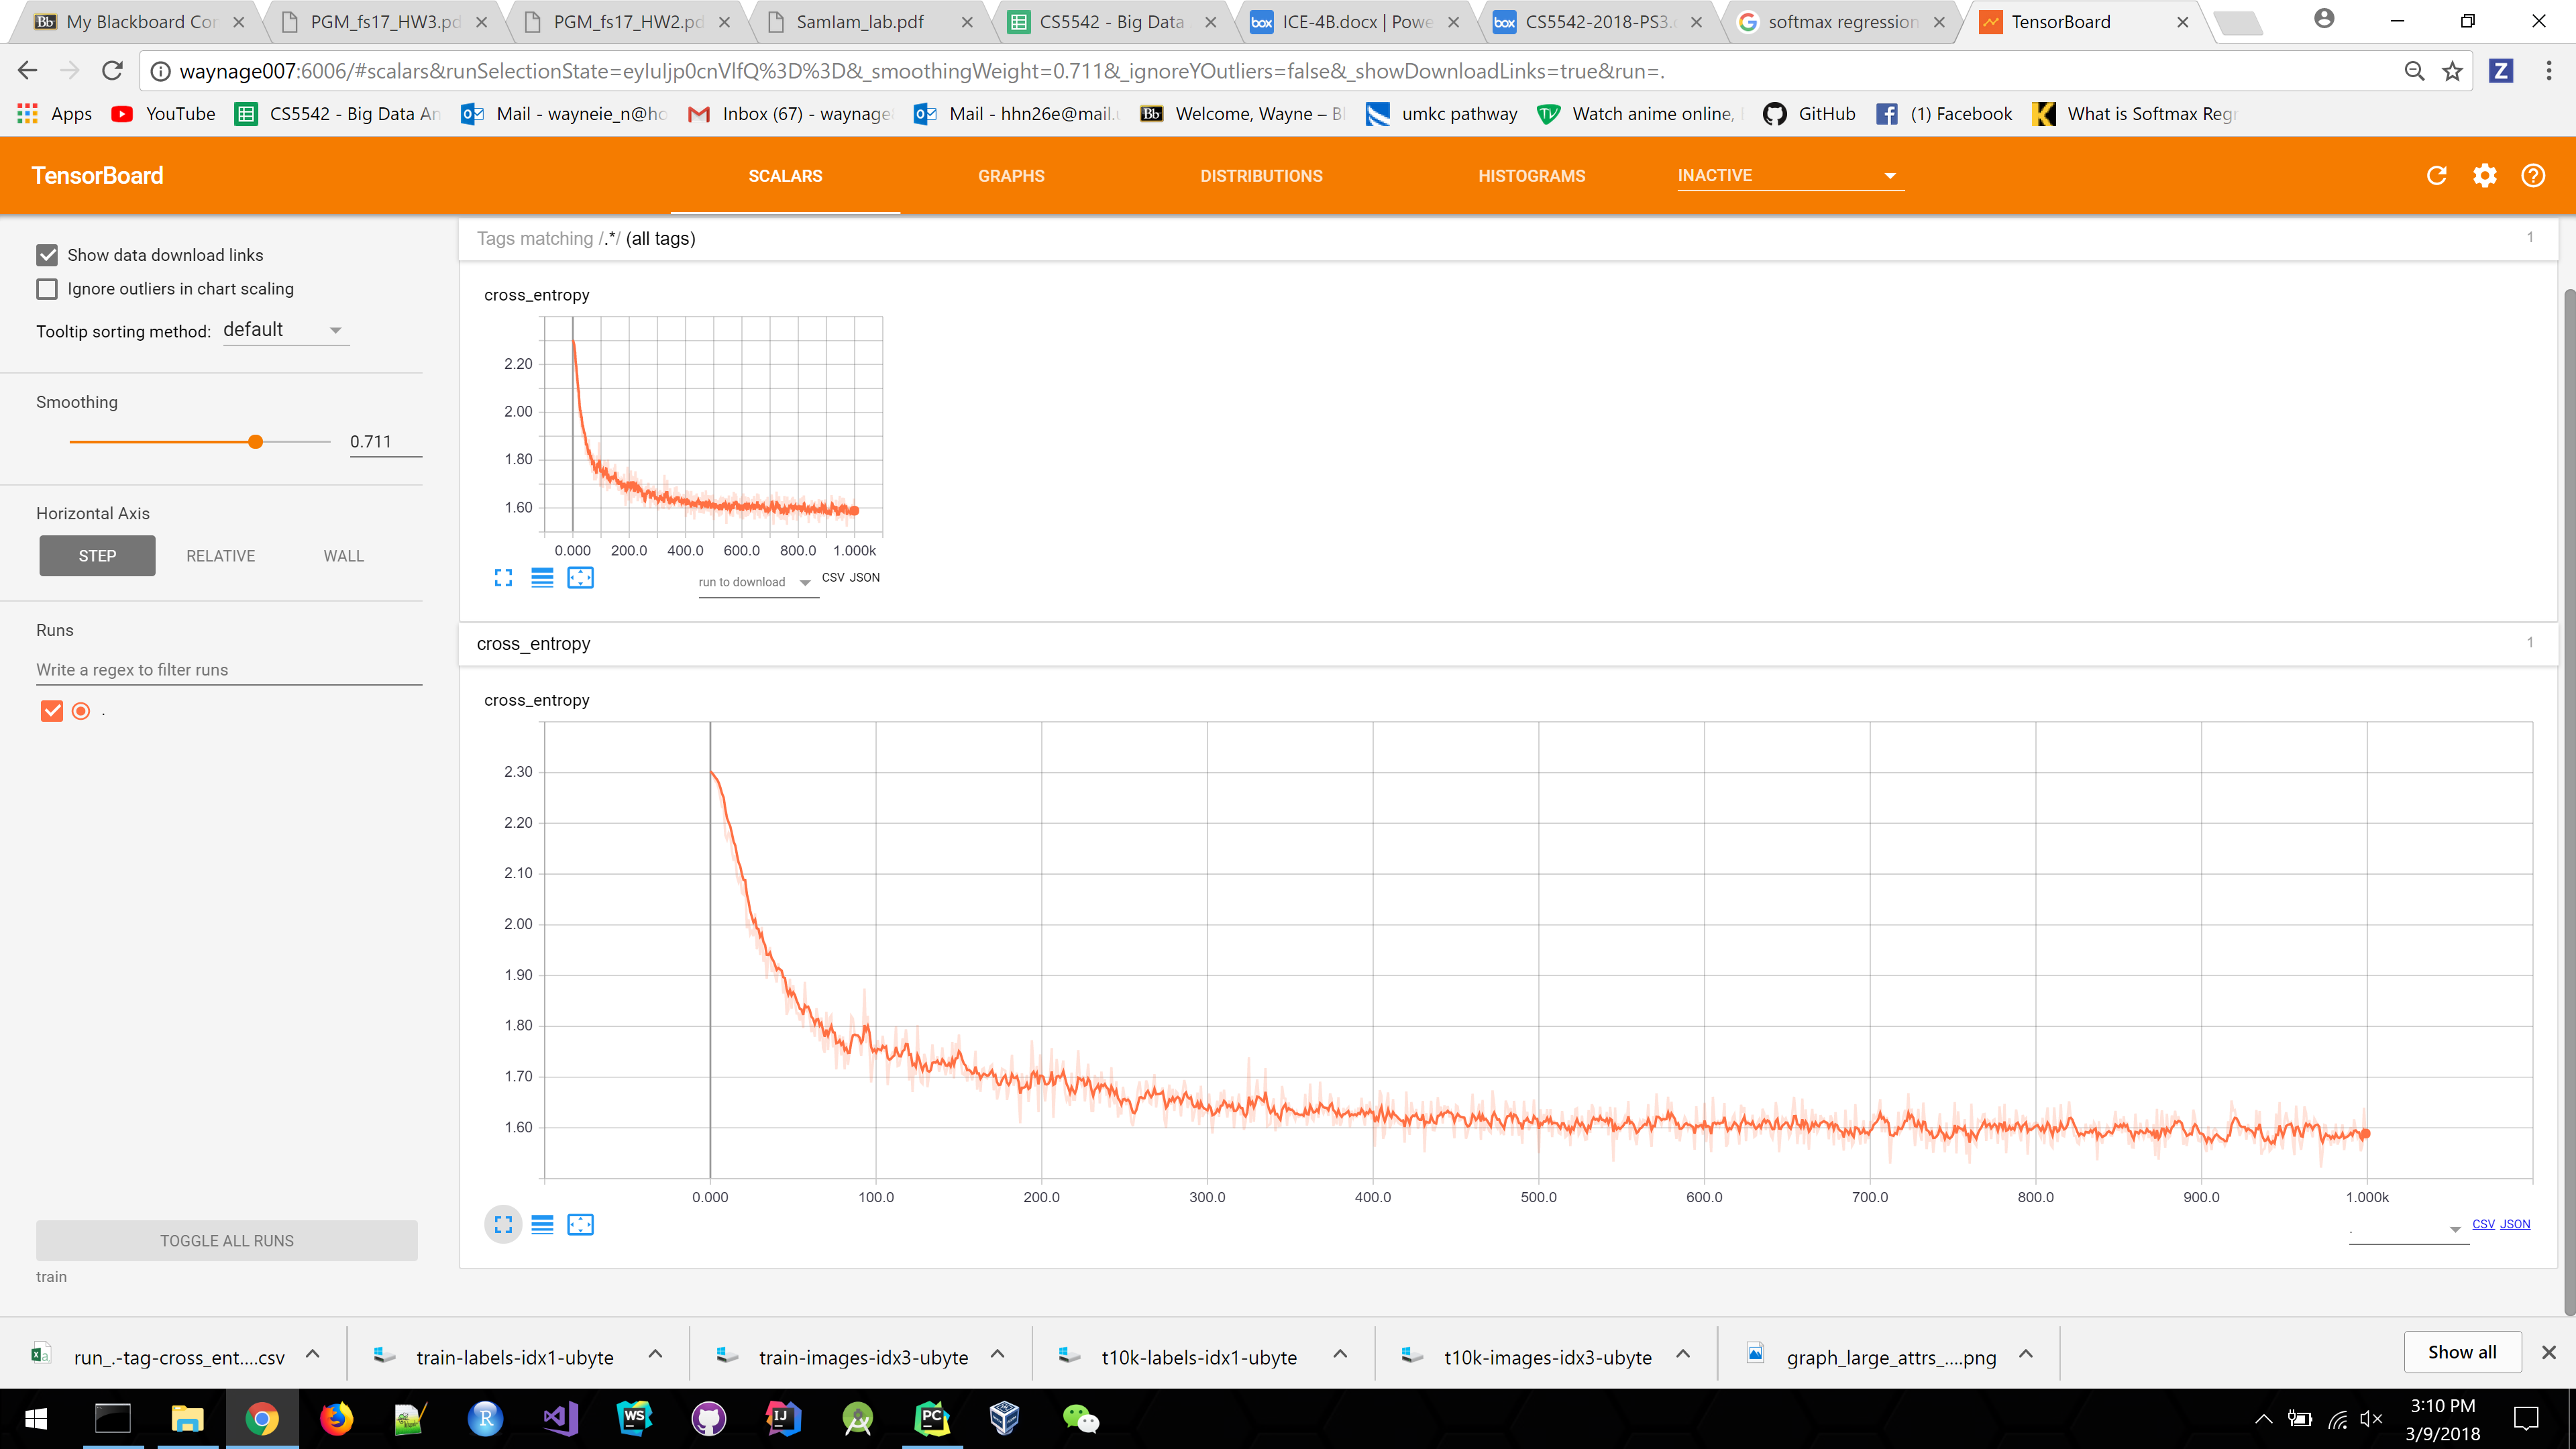 My Blackboard Cor
PGM_fs17_HW3.pd
PGM_fs17_HW2.pd
Samlam_lab.pdf
CS5542 - Big Data
ICE-4B.docx | Powe
CS5542-2018-PS3.
softmax regression
TensorBoard
waynage007:6006/#scalars&runSelectionState=eyIuIjp0cnVlfQ%3D%3D&_smoothingWeight=0.711&_ignoreYOutliers=false&_showDownloadLinks=true&run=.
Apps
YouTube
CS5542 - Big Data An
Mail - wayneie_n@ho
Inbox (67) - waynage
Mail - hhn26e@mail.
Welcome, Wayne – Bl
umkc pathway
Watch anime online,
GitHub
(1) Facebook
What is Softmax Regr
TensorBoard
SCALARS
GRAPHS
DISTRIBUTIONS
HISTOGRAMS
INACTIVE
Show data download links
Ignore outliers in chart scaling
Tooltip sorting method: default
Smoothing
0.711
Horizontal Axis
STEP RELATIVE WALL
Runs
Write a regex to filter runs
.
TOGGLE ALL RUNS
train
Tags matching /.*/ (all tags)
1
cross_entropy
2.20
2.00
1.80
1.60
0.000 200.0 400.0 600.0 800.0 1.000k
run to download CSV JSON
cross_entropy
1
cross_entropy
2.30
2.20
2.10
2.00
1.90
1.80
1.70
1.60
0.000 100.0 200.0 300.0 400.0 500.0 600.0 700.0 800.0 900.0 1.000k
. CSV JSON
run_.-tag-cross_ent....csv
train-labels-idx1-ubyte
train-images-idx3-ubyte
t10k-labels-idx1-ubyte
t10k-images-idx3-ubyte
graph_large_attrs_....png
Show all
3:10 PM
3/9/2018